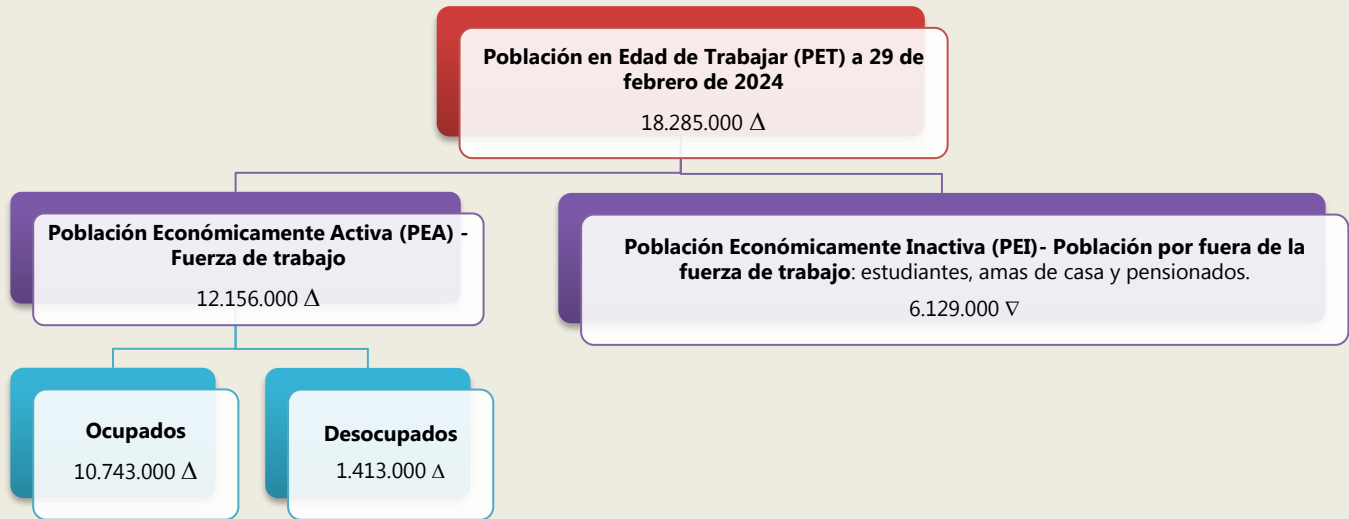 Población en Edad de Trabajar (PET) a 29 de
febrero de 2024
18.285.000 Δ
Población Económicamente Activa (PEA) -
Fuerza de trabajo
12.156.000 Δ
Población Económicamente Inactiva (PEI)- Población por fuera de la
fuerza de trabajo: estudiantes, amas de casa y pensionados.
6.129.000 ∇
Ocupados
10.743.000 Δ
Desocupados
1.413.000 Δ